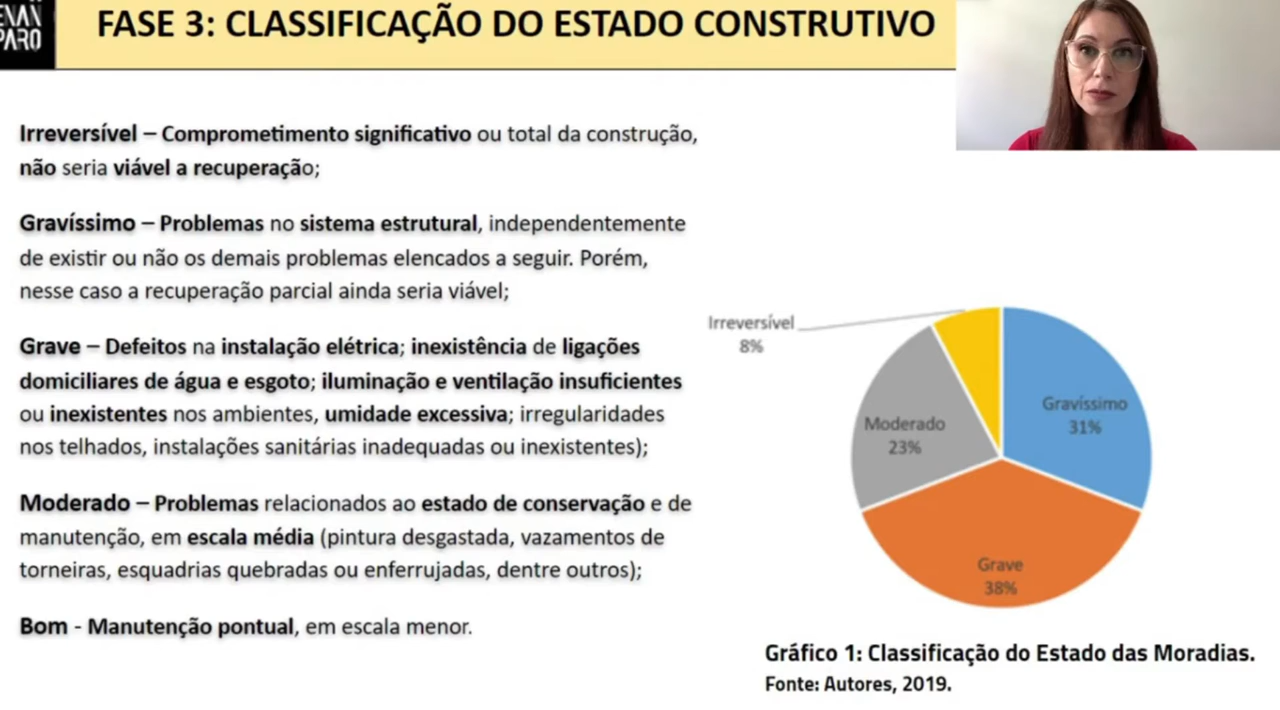 ENAN
PARO
FASE 3: CLASSIFICAÇÃO DO ESTADO CONSTRUTIVO
Irreversível – Comprometimento significativo ou total da construção,
não seria viável a recuperação;
Gravíssimo – Problemas no sistema estrutural, independentemente
de existir ou não os demais problemas elencados a seguir. Porém,
nesse caso a recuperação parcial ainda seria viável;
Grave – Defeitos na instalação elétrica; inexistência de ligações
domiciliares de água e esgoto; iluminação e ventilação insuficientes
ou inexistentes nos ambientes, umidade excessiva; irregularidades
nos telhados, instalações sanitárias inadequadas ou inexistentes);
Moderado – Problemas relacionados ao estado de conservação e de
manutenção, em escala média (pintura desgastada, vazamentos de
torneiras, esquadrias quebradas ou enferrujadas, dentre outros);
Bom - Manutenção pontual, em escala menor.
Irreversível
8%
Gravíssimo
31%
Moderado
23%
Grave
38%
Gráfico 1: Classificação do Estado das Moradias.
Fonte: Autores, 2019.